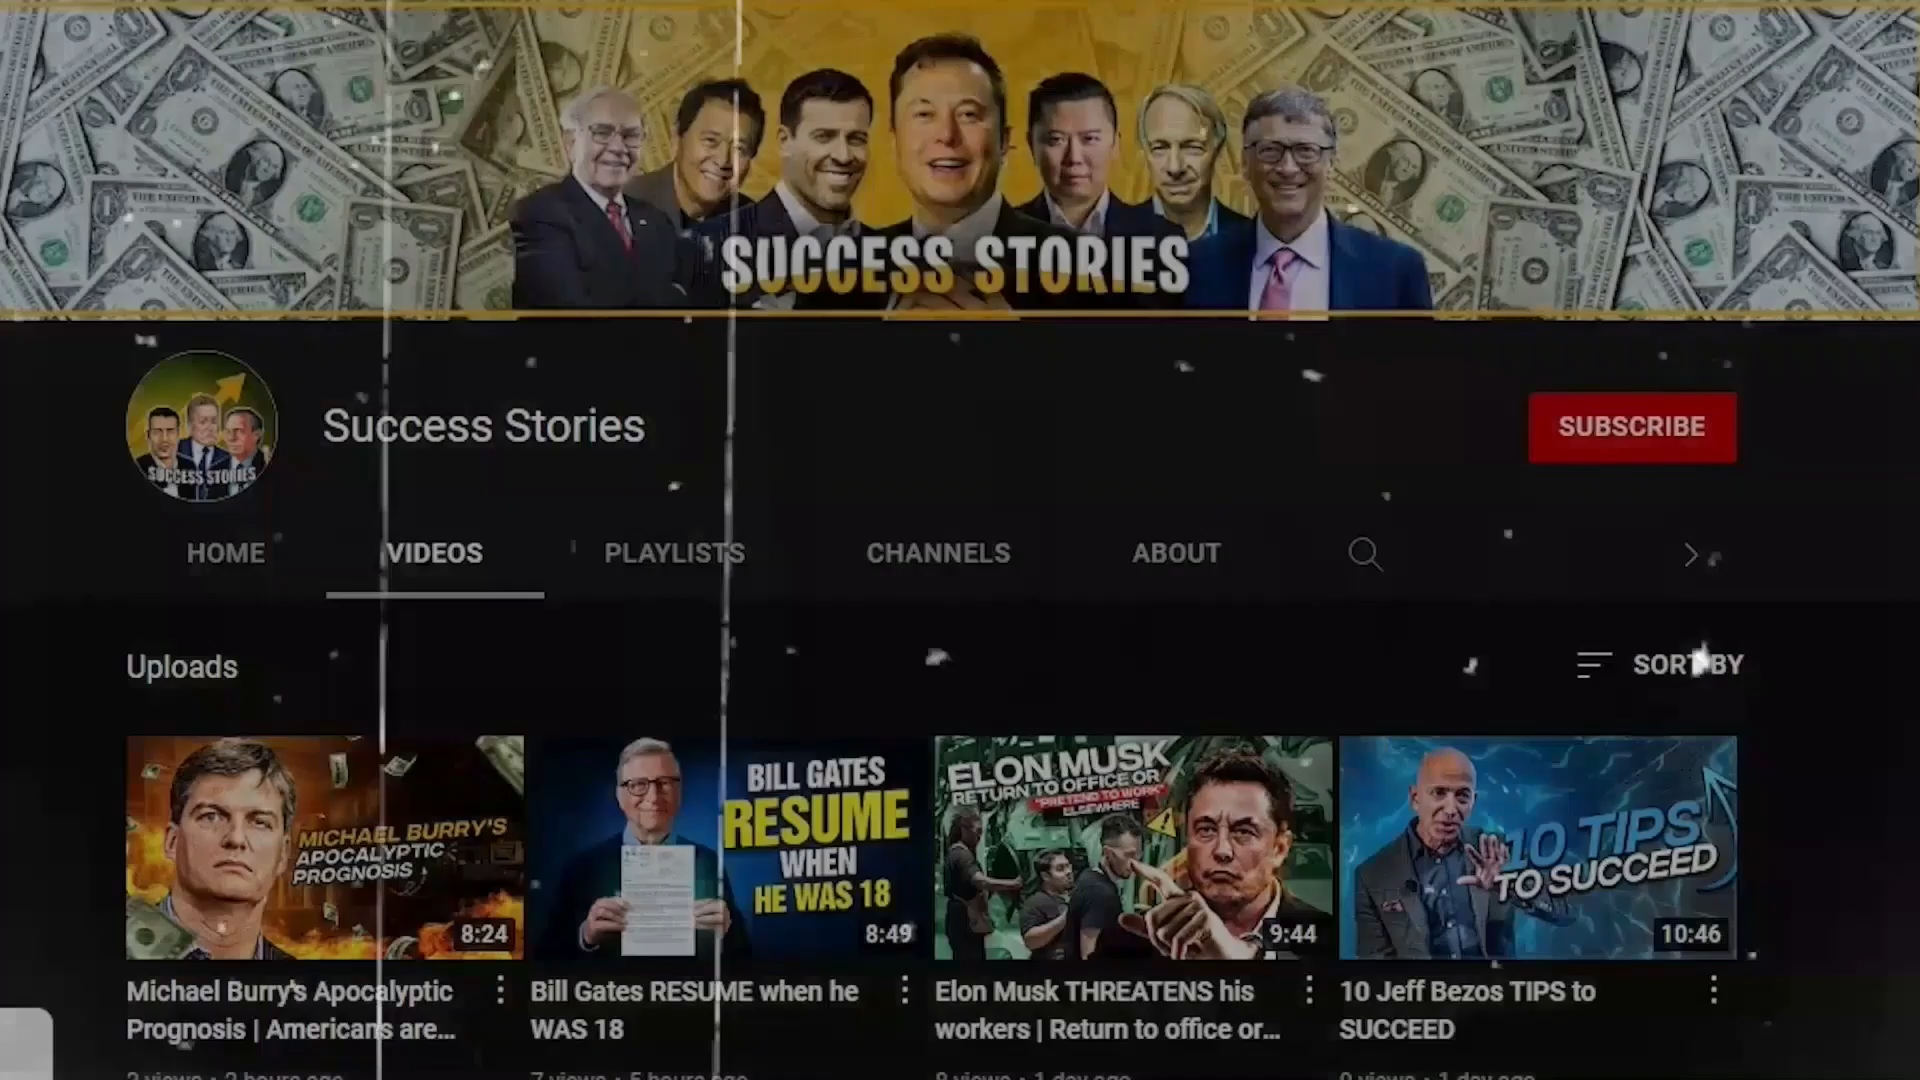 SUCCESS STORIES
SUCCESS STORIES
Success Stories
SUBSCRIBE
HOME
VIDEOS
PLAYLISTS
CHANNELS
ABOUT
Uploads
SORT BY
MICHAEL BURRY'S
APOCALYPTIC
PROGNOSIS
8:24
BILL GATES
RESUME
WHEN
HE WAS 18
8:49
ELON MUSK
RETURN TO OFFICE OR
"PRETEND TO WORK"
ELSEWHERE
9:44
10 TIPS
TO SUCCEED
10:46
Michael Burry's Apocalyptic
Prognosis | Americans are...
Bill Gates RESUME when he
WAS 18
Elon Musk THREATENS his
workers | Return to office or...
10 Jeff Bezos TIPS to
SUCCEED